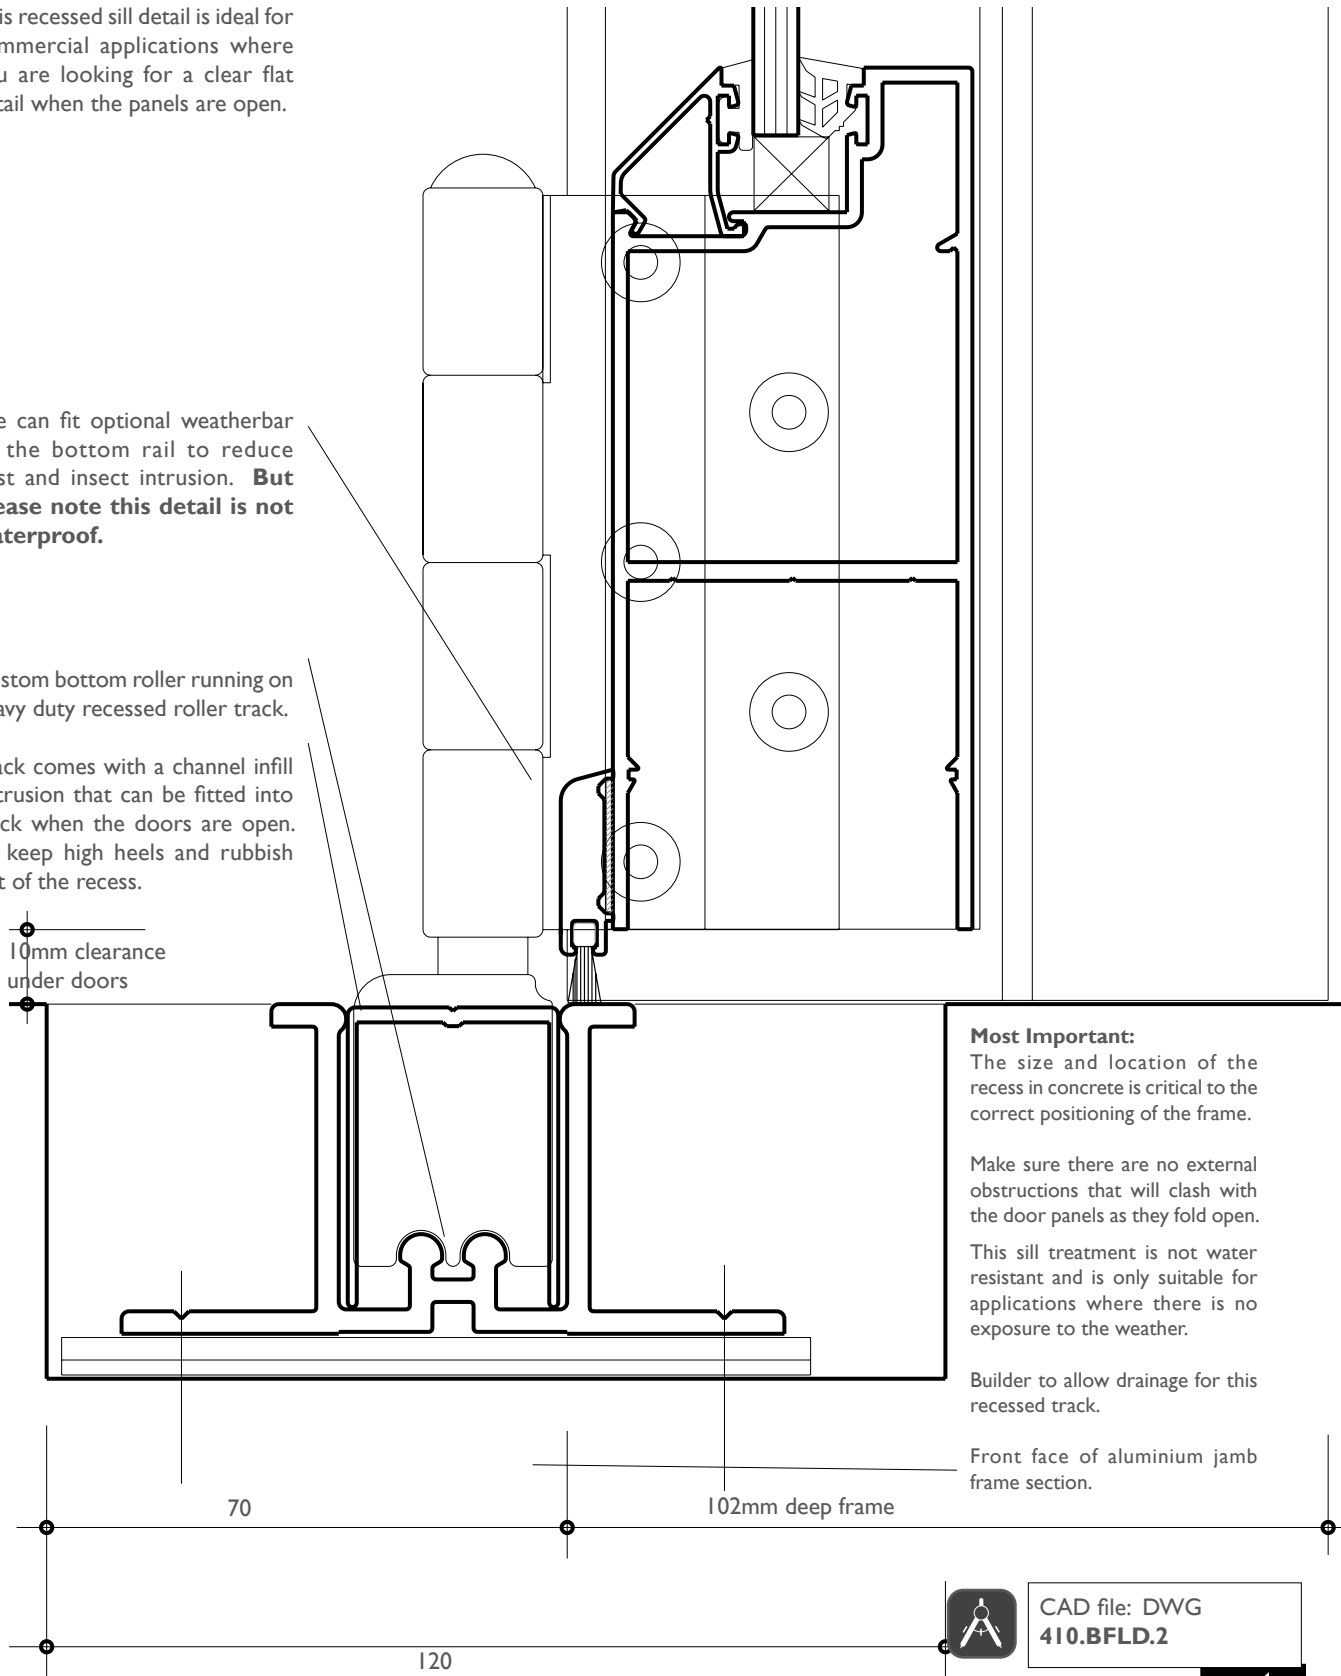 is recessed sill detail is ideal for
mmercial applications where
u are looking for a clear flat
tail when the panels are open.
e can fit optional weatherbar
the bottom rail to reduce
st and insect intrusion. But
ease note this detail is not
aterproof.
stom bottom roller running on
avy duty recessed roller track.
ack comes with a channel infill
trusion that can be fitted into
ck when the doors are open.
keep high heels and rubbish
t of the recess.
10mm clearance
under doors
Most Important:
The size and location of the
recess in concrete is critical to the
correct positioning of the frame.
Make sure there are no external
obstructions that will clash with
the door panels as they fold open.
This sill treatment is not water
resistant and is only suitable for
applications where there is no
exposure to the weather.
Builder to allow drainage for this
recessed track.
Front face of aluminium jamb
frame section.
70
102mm deep frame
120
CAD file: DWG
410.BFLD.2